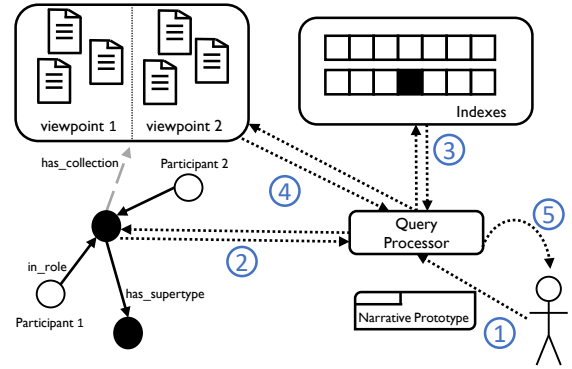 viewpoint 1
viewpoint 2
Indexes
has_collection
Participant 2
3
4
5
Query
Processor
2
in_role
has_supertype
Narrative Prototype
1
Participant 1